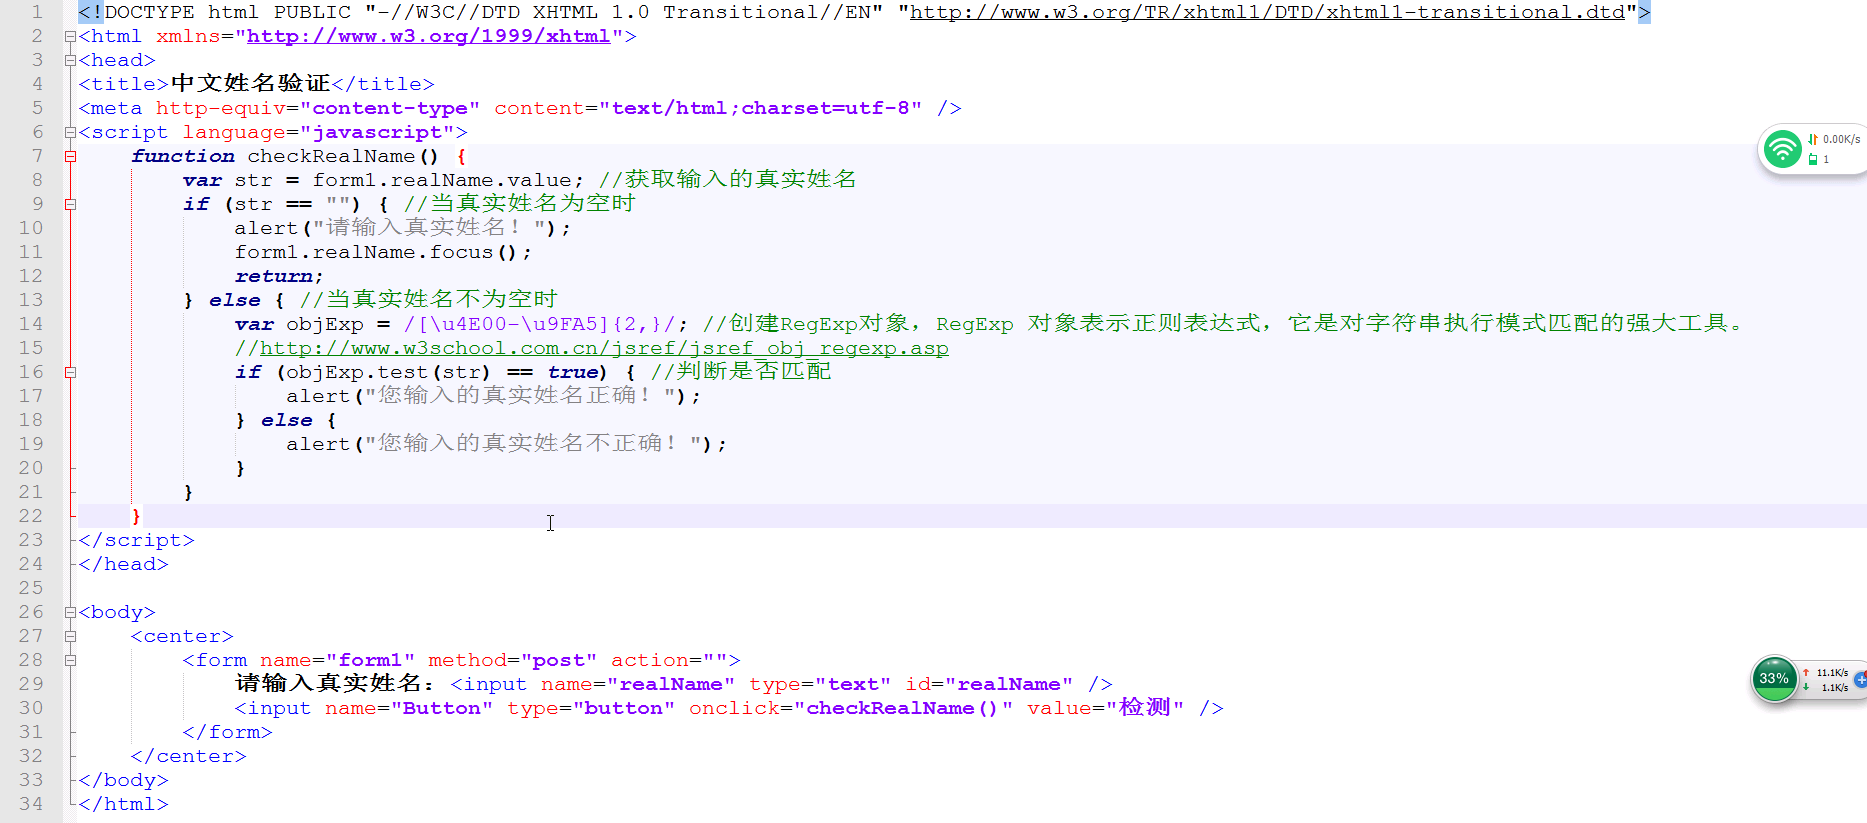 1 <!DOCTYPE html PUBLIC "-//W3C//DTD XHTML 1.0 Transitional//EN" "http://www.w3.org/TR/xhtml1/DTD/xhtml1-transitional.dtd">
2 <html xmlns="http://www.w3.org/1999/xhtml">
3 <head>
4 <title>中文姓名验证</title>
5 <meta http-equiv="content-type" content="text/html;charset=utf-8" />
6 <script language="javascript">
7     function checkRealName() {
8         var str = form1.realName.value; //获取输入的真实姓名
9         if (str == "") { //当真实姓名为空时
10             alert("请输入真实姓名！");
11             form1.realName.focus();
12             return;
13         } else { //当真实姓名不为空时
14             var objExp = /[\u4E00-\u9FA5]{2,}/; //创建RegExp对象，RegExp 对象表示正则表达式，它是对字符串执行模式匹配的强大工具。
15             //http://www.w3school.com.cn/jsref/jsref_obj_regexp.asp
16             if (objExp.test(str) == true) { //判断是否匹配
17                 alert("您输入的真实姓名正确！");
18             } else {
19                 alert("您输入的真实姓名不正确！");
20             }
21         }
22     }
23 </script>
24 </head>
25
26 <body>
27     <center>
28         <form name="form1" method="post" action="">
29             请输入真实姓名：<input name="realName" type="text" id="realName" />
30             <input name="Button" type="button" onclick="checkRealName()" value="检测" />
31         </form>
32     </center>
33 </body>
34 </html>
0.00K/s
1
33%
11.1K/s
1.1K/s